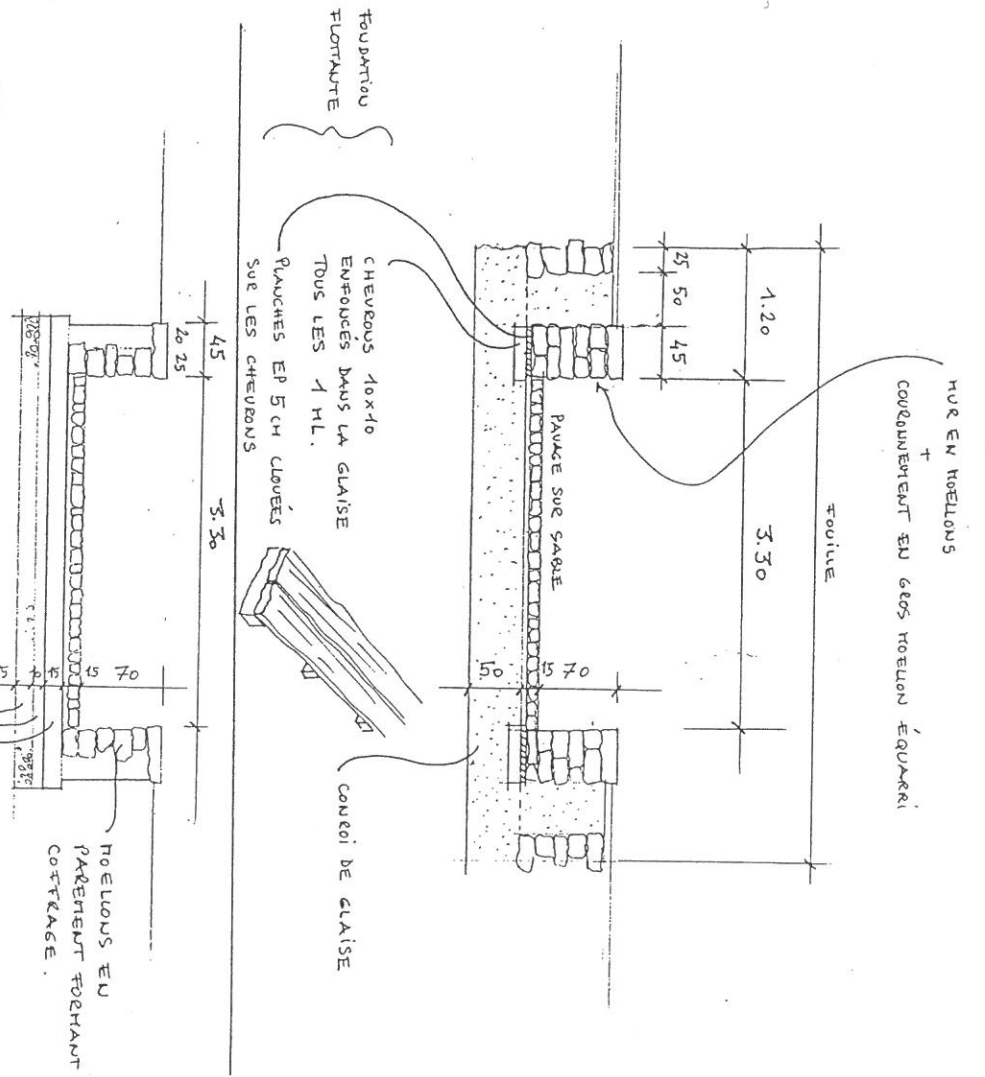 MUR EN MOELLONS
+
COURONNEMENT EN GROS MOELLON ÉQUARRI
FOUILLE
1.20
3.30
25 50 45
PAVAGE SUR SABLE
50 15 70
FONDATION
FLOTTANTE
CHEVRONS 10x10
ENFONCÉS DANS LA GLAISE
TOUS LES 1 ML.
PLANCHES EP 5 CM CLOUÉES
SUR LES CHEVRONS
CONROI DE GLAISE
45
3.30
20 25
15 70
15
MOELLONS EN
PAREMENT FORMANT
COFFRAGE.